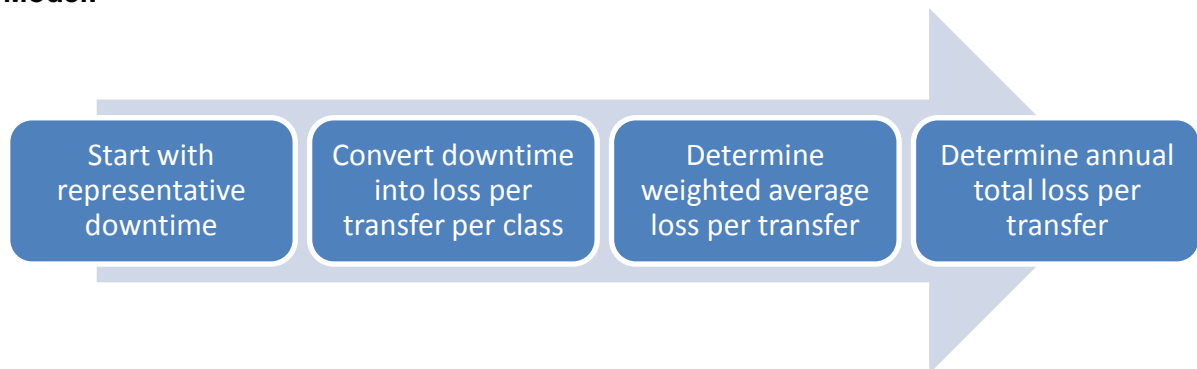 Start with
representative
downtime
Convert downtime
into loss per
transfer per class
Determine
weighted average
loss per transfer
Determine annual
total loss per
transfer